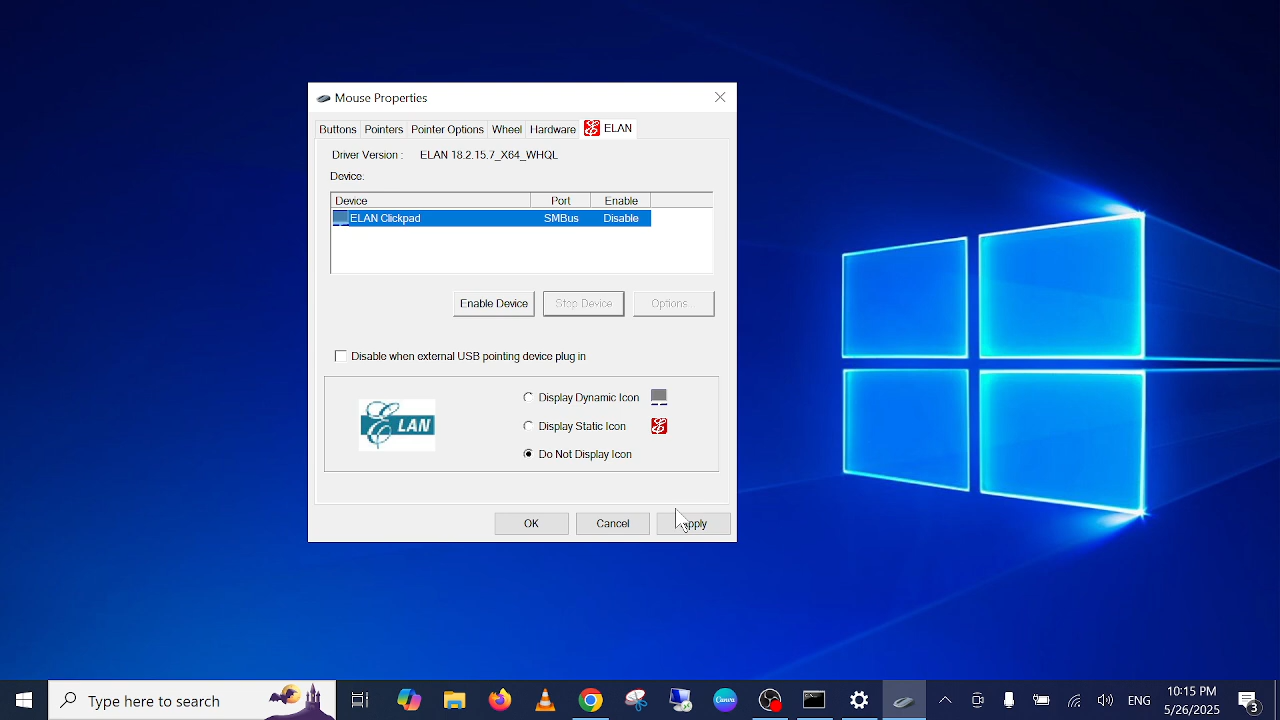 Mouse Properties
Buttons Pointers Pointer Options Wheel Hardware ELAN
Driver Version : ELAN 18.2.15.7_X64_WHQL
Device.
Device Port Enable
ELAN Clickpad SMBus Disable
Enable Device Stop Device Options...
Disable when external USB pointing device plug in
Display Dynamic Icon
ELAN
Display Static Icon
Do Not Display Icon
OK Cancel Apply
Type here to search
Canva
ENG
10:15 PM
5/26/2025
3